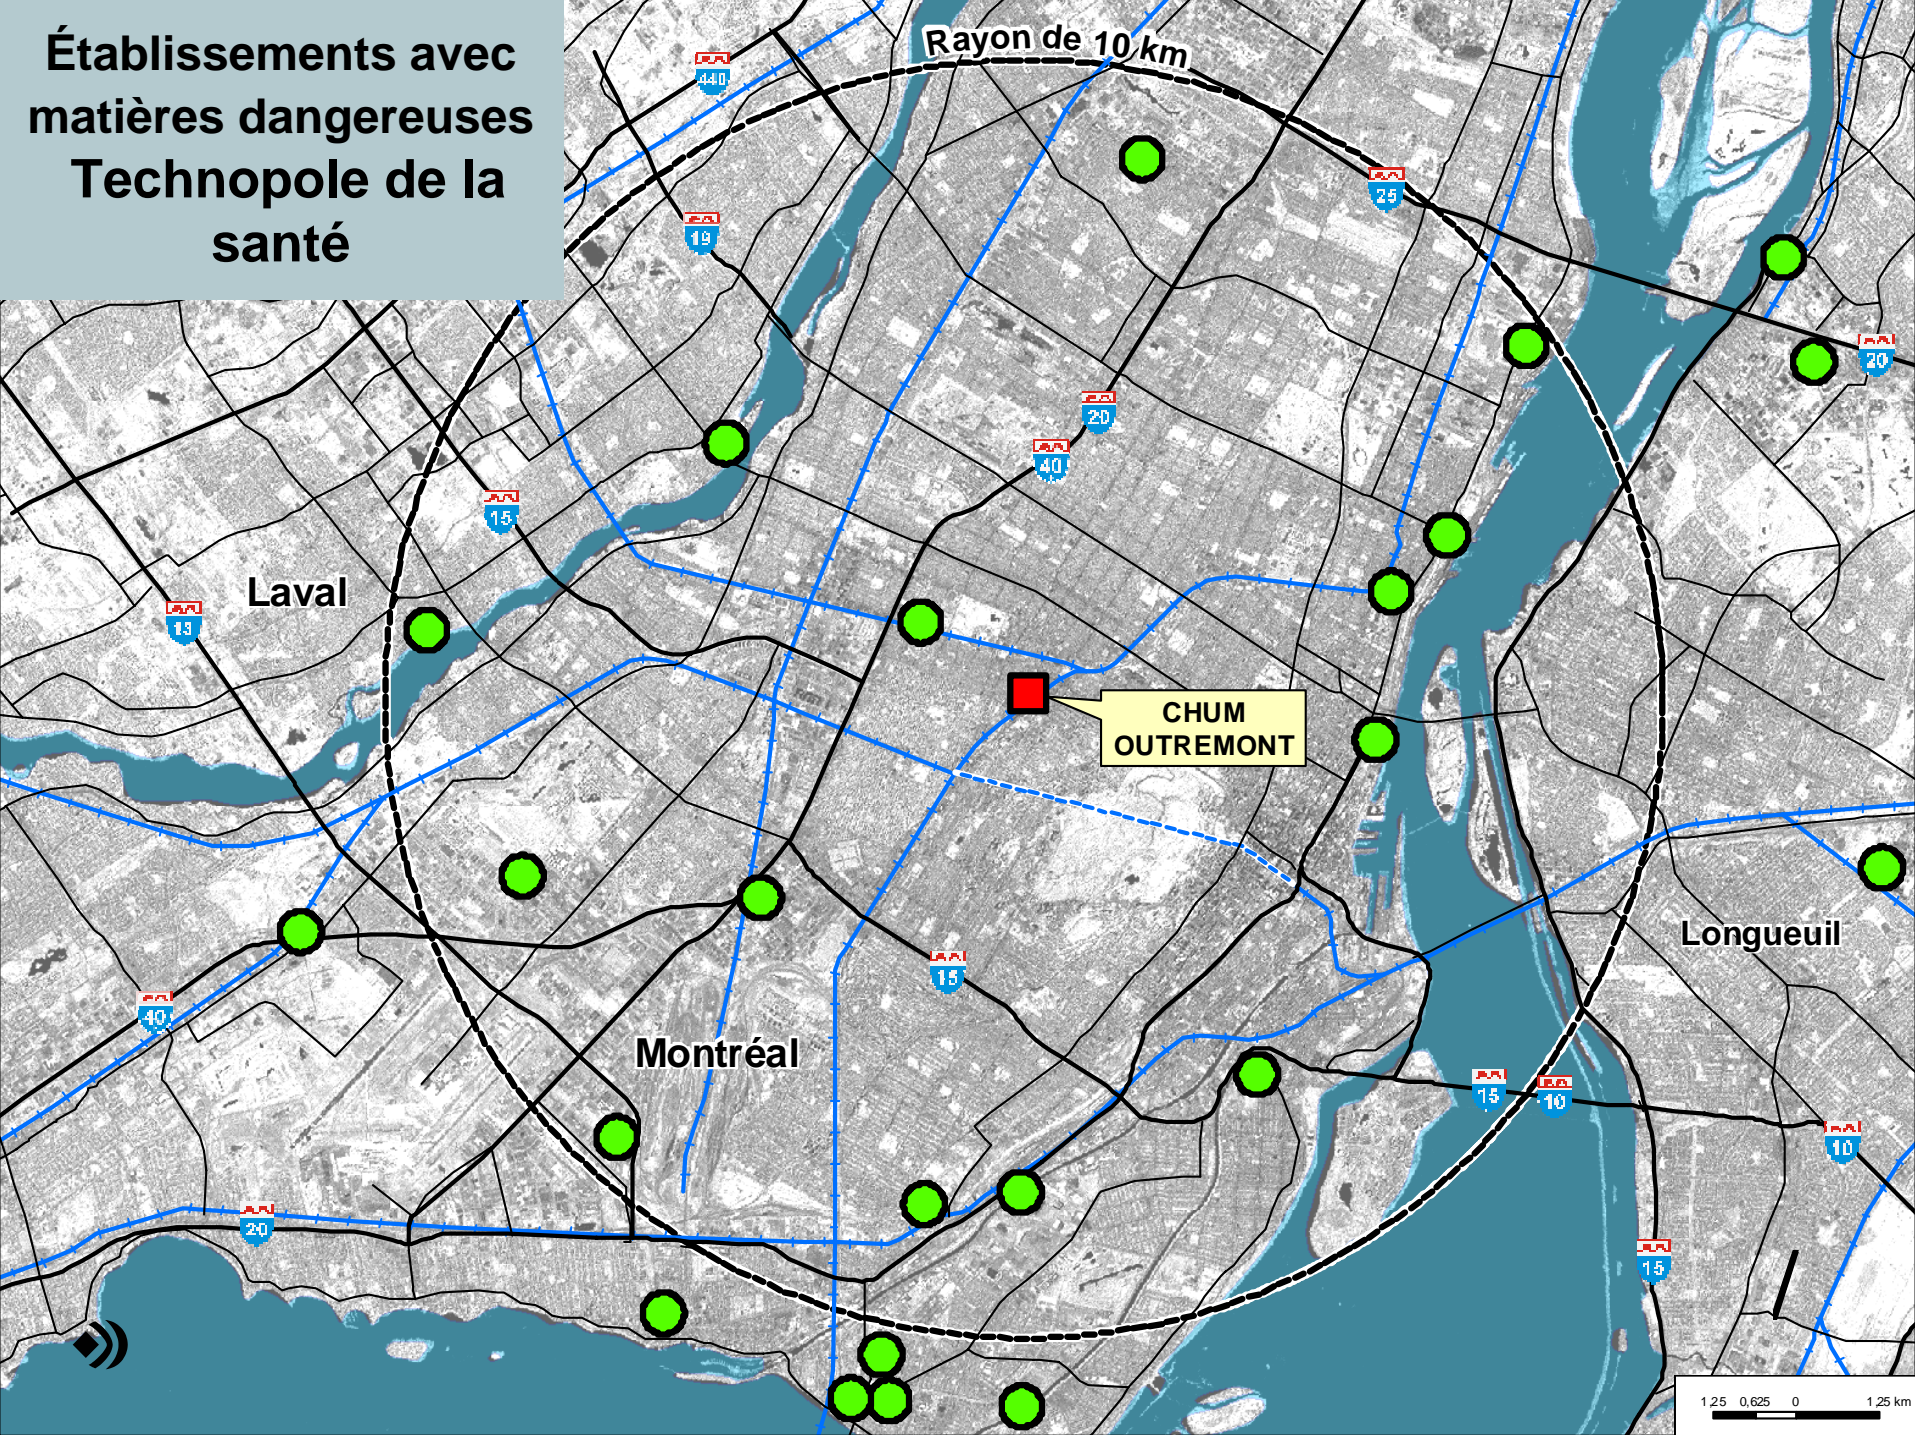 Établissements avec
matières dangereuses
Technopole de la
santé
Rayon de 10 km
440
25
19
20
20
40
15
Laval
13
CHUM
OUTREMONT
Longueuil
15
40
Montréal
15
10
10
20
15
1,25 0,625 0 1,25 km